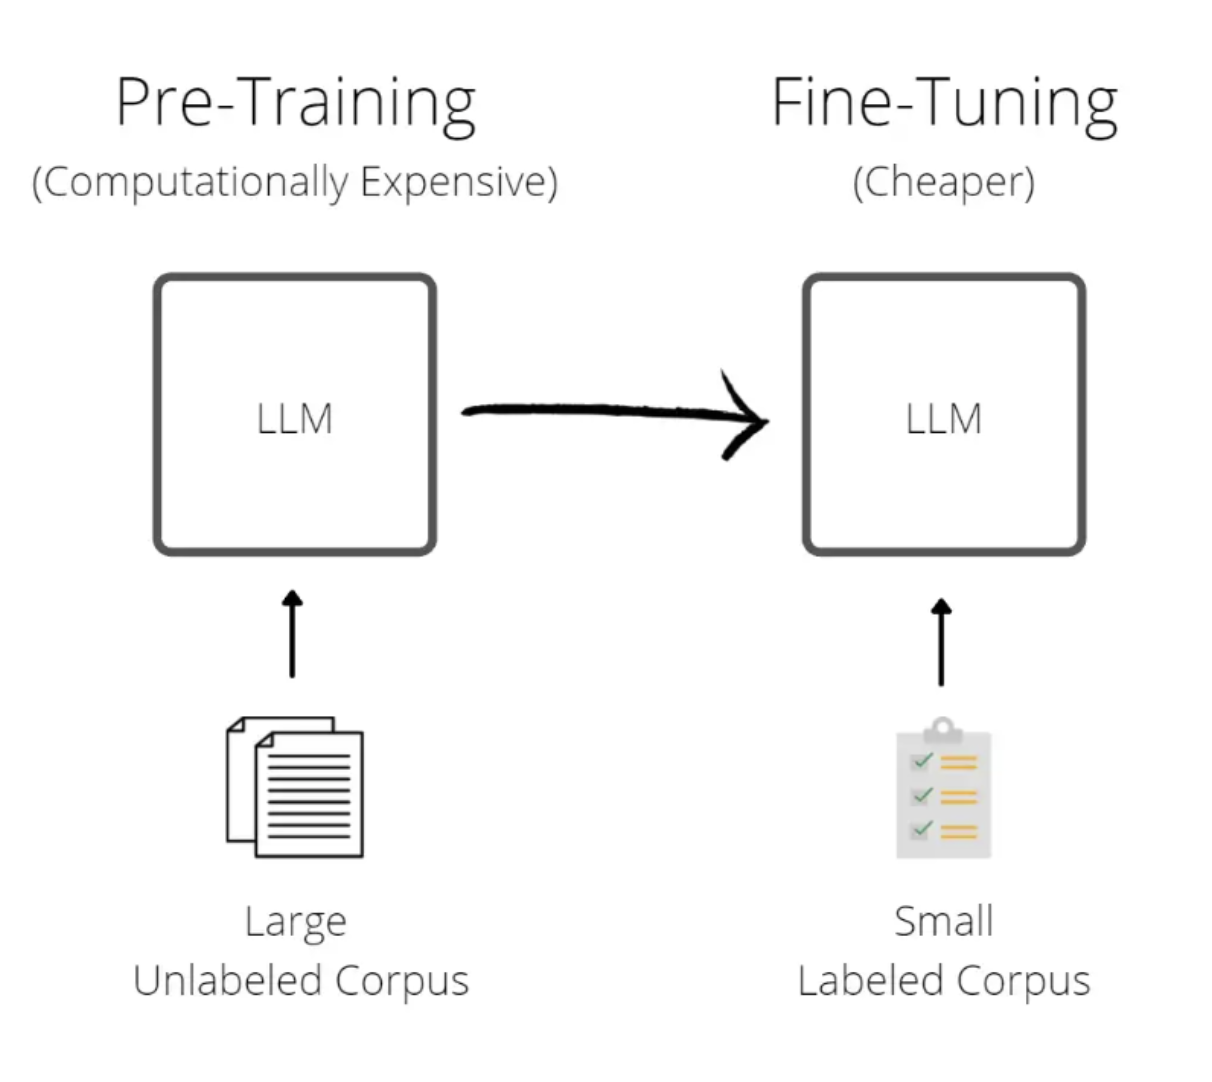 Pre-Training
(Computationally Expensive)
LLM
Large
Unlabeled Corpus
Fine-Tuning
(Cheaper)
LLM
Small
Labeled Corpus